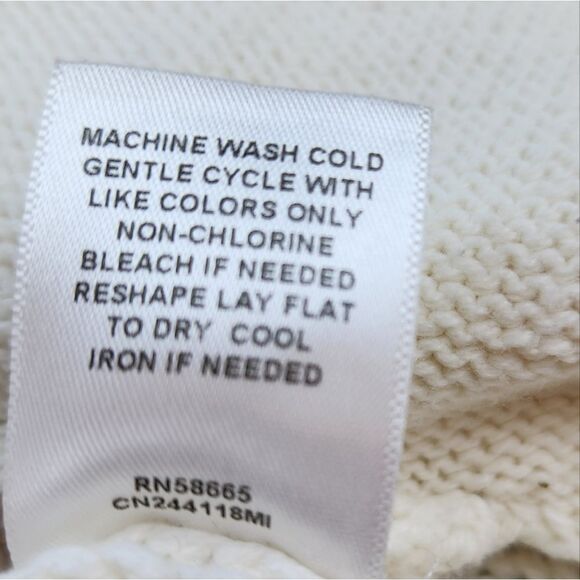 MACHINE WASH COLD
GENTLE CYCLE WITH
LIKE COLORS ONLY
NON-CHLORINE
BLEACH IF NEEDED
RESHAPE LAY FLAT
TO DRY COOL
IRON IF NEEDED
RN58665
CN244118MI